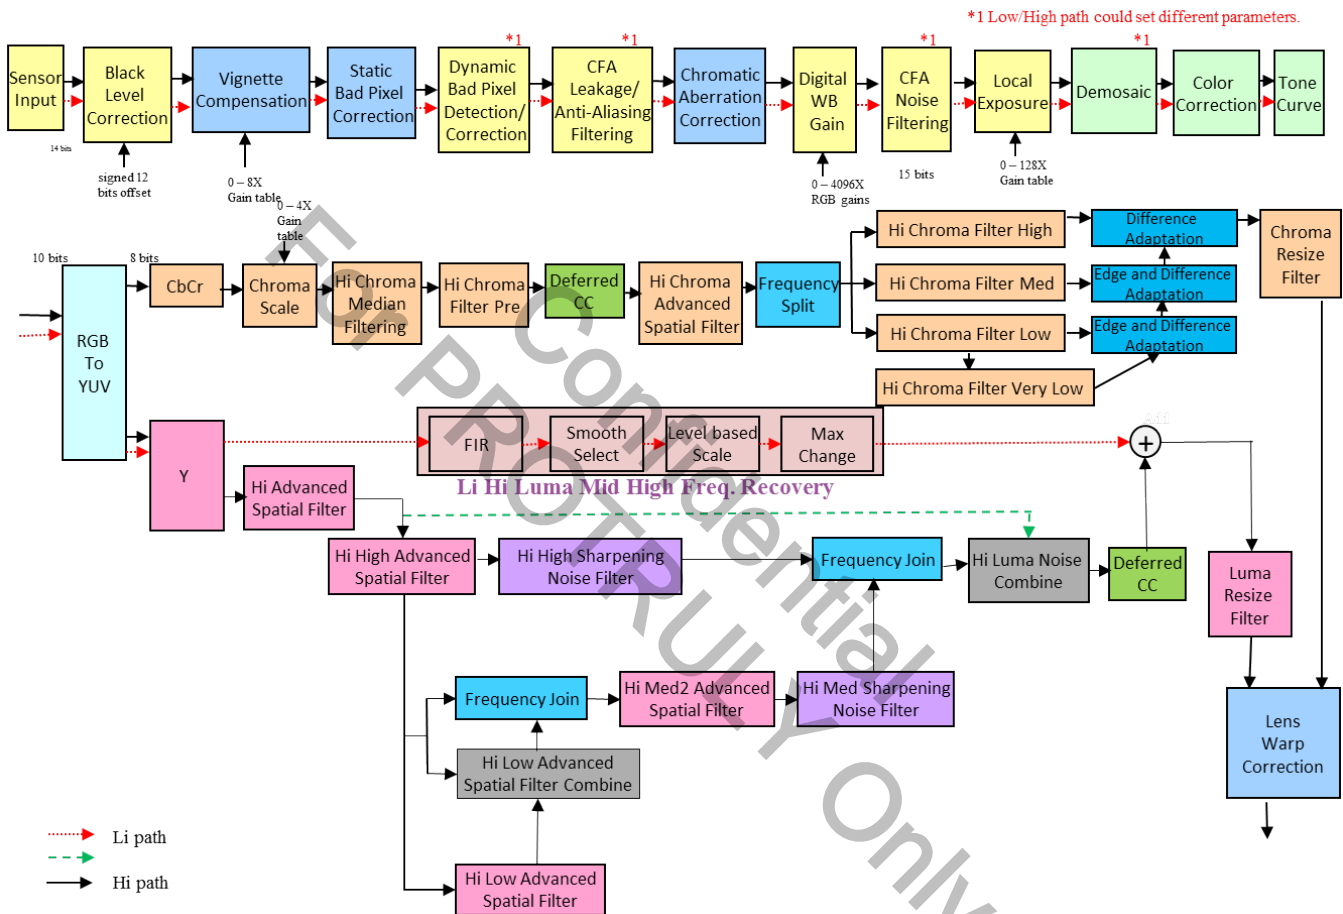 *1 Low/High path could set different parameters.
*1
*1
*1
*1
Sensor
Input
Black
Level
Correction
Vignette
Compensation
Static
Bad Pixel
Correction
Dynamic
Bad Pixel
Detection/
Correction
CFA
Leakage/
Anti-Aliasing
Filtering
Chromatic
Aberration
Correction
Digital
WB
Gain
CFA
Noise
Filtering
Local
Exposure
Demosaic
Color
Correction
Tone
Curve
14 bits
signed 12
bits offset
0 – 8X
Gain table
0 – 4096X
RGB gains
15 bits
0 –128X
Gain table
0 – 4X
Gain
table
10 bits
8 bits
RGB
To
YUV
CbCr
Chroma
Scale
Hi Chroma
Median
Filtering
Hi Chroma
Filter Pre
Deferred
CC
Hi Chroma
Advanced
Spatial Filter
Frequency
Split
Hi Chroma Filter High
Hi Chroma Filter Med
Hi Chroma Filter Low
Hi Chroma Filter Very Low
Difference
Adaptation
Edge and Difference
Adaptation
Edge and Difference
Adaptation
Chroma
Resize
Filter
Y
FIR
Smooth
Select
Level based
Scale
Max
Change
+
Li Hi Luma Mid High Freq. Recovery
Hi Advanced
Spatial Filter
Hi High Advanced
Spatial Filter
Hi High Sharpening
Noise Filter
Frequency Join
Hi Luma Noise
Combine
Deferred
CC
Luma
Resize
Filter
Frequency Join
Hi Med2 Advanced
Spatial Filter
Hi Med Sharpening
Noise Filter
Lens
Warp
Correction
Hi Low Advanced
Spatial Filter Combine
Hi Low Advanced
Spatial Filter
Li path
Hi path
Confidential
For PROTRULY Only